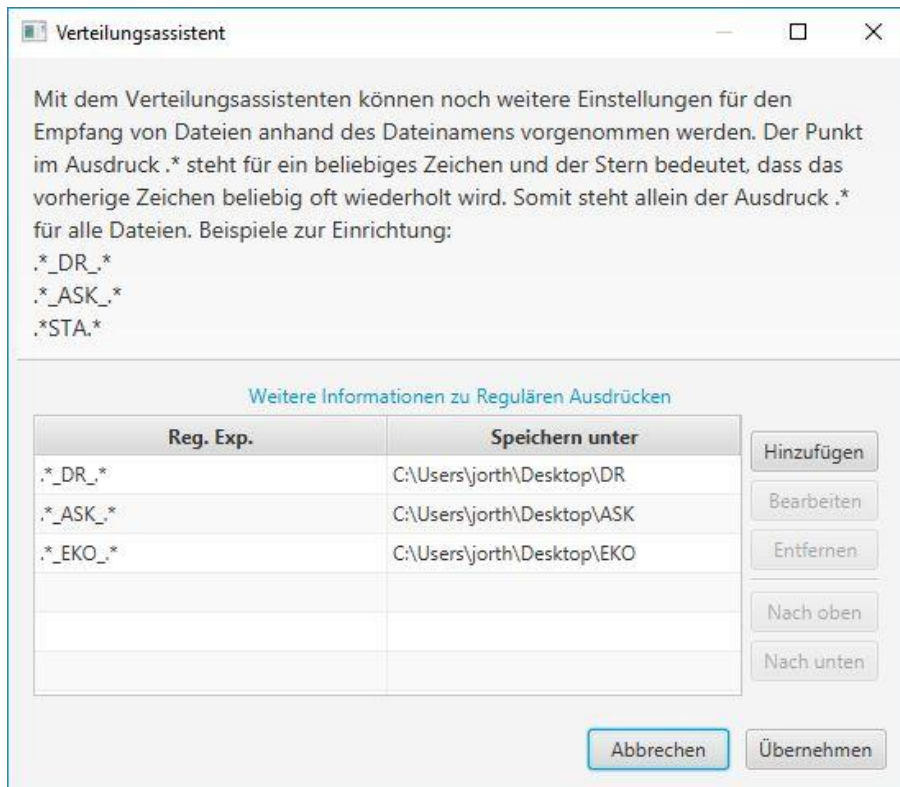 Verteilungsassistent
Mit dem Verteilungsassistenten können noch weitere Einstellungen für den
Empfang von Dateien anhand des Dateinamens vorgenommen werden. Der Punkt
im Ausdruck .* steht für ein beliebiges Zeichen und der Stern bedeutet, dass das
vorherige Zeichen beliebig oft wiederholt wird. Somit steht allein der Ausdruck .*
für alle Dateien. Beispiele zur Einrichtung:
.*_DR_.*
.*_ASK_.*
.*STA.*
Weitere Informationen zu Regulären Ausdrücken
Reg. Exp. Speichern unter
.*_DR_.* C:\Users\jorth\Desktop\DR
.*_ASK_.* C:\Users\jorth\Desktop\ASK
.*_EKO_.* C:\Users\jorth\Desktop\EKO
Hinzufügen
Bearbeiten
Entfernen
Nach oben
Nach unten
Abbrechen Übernehmen